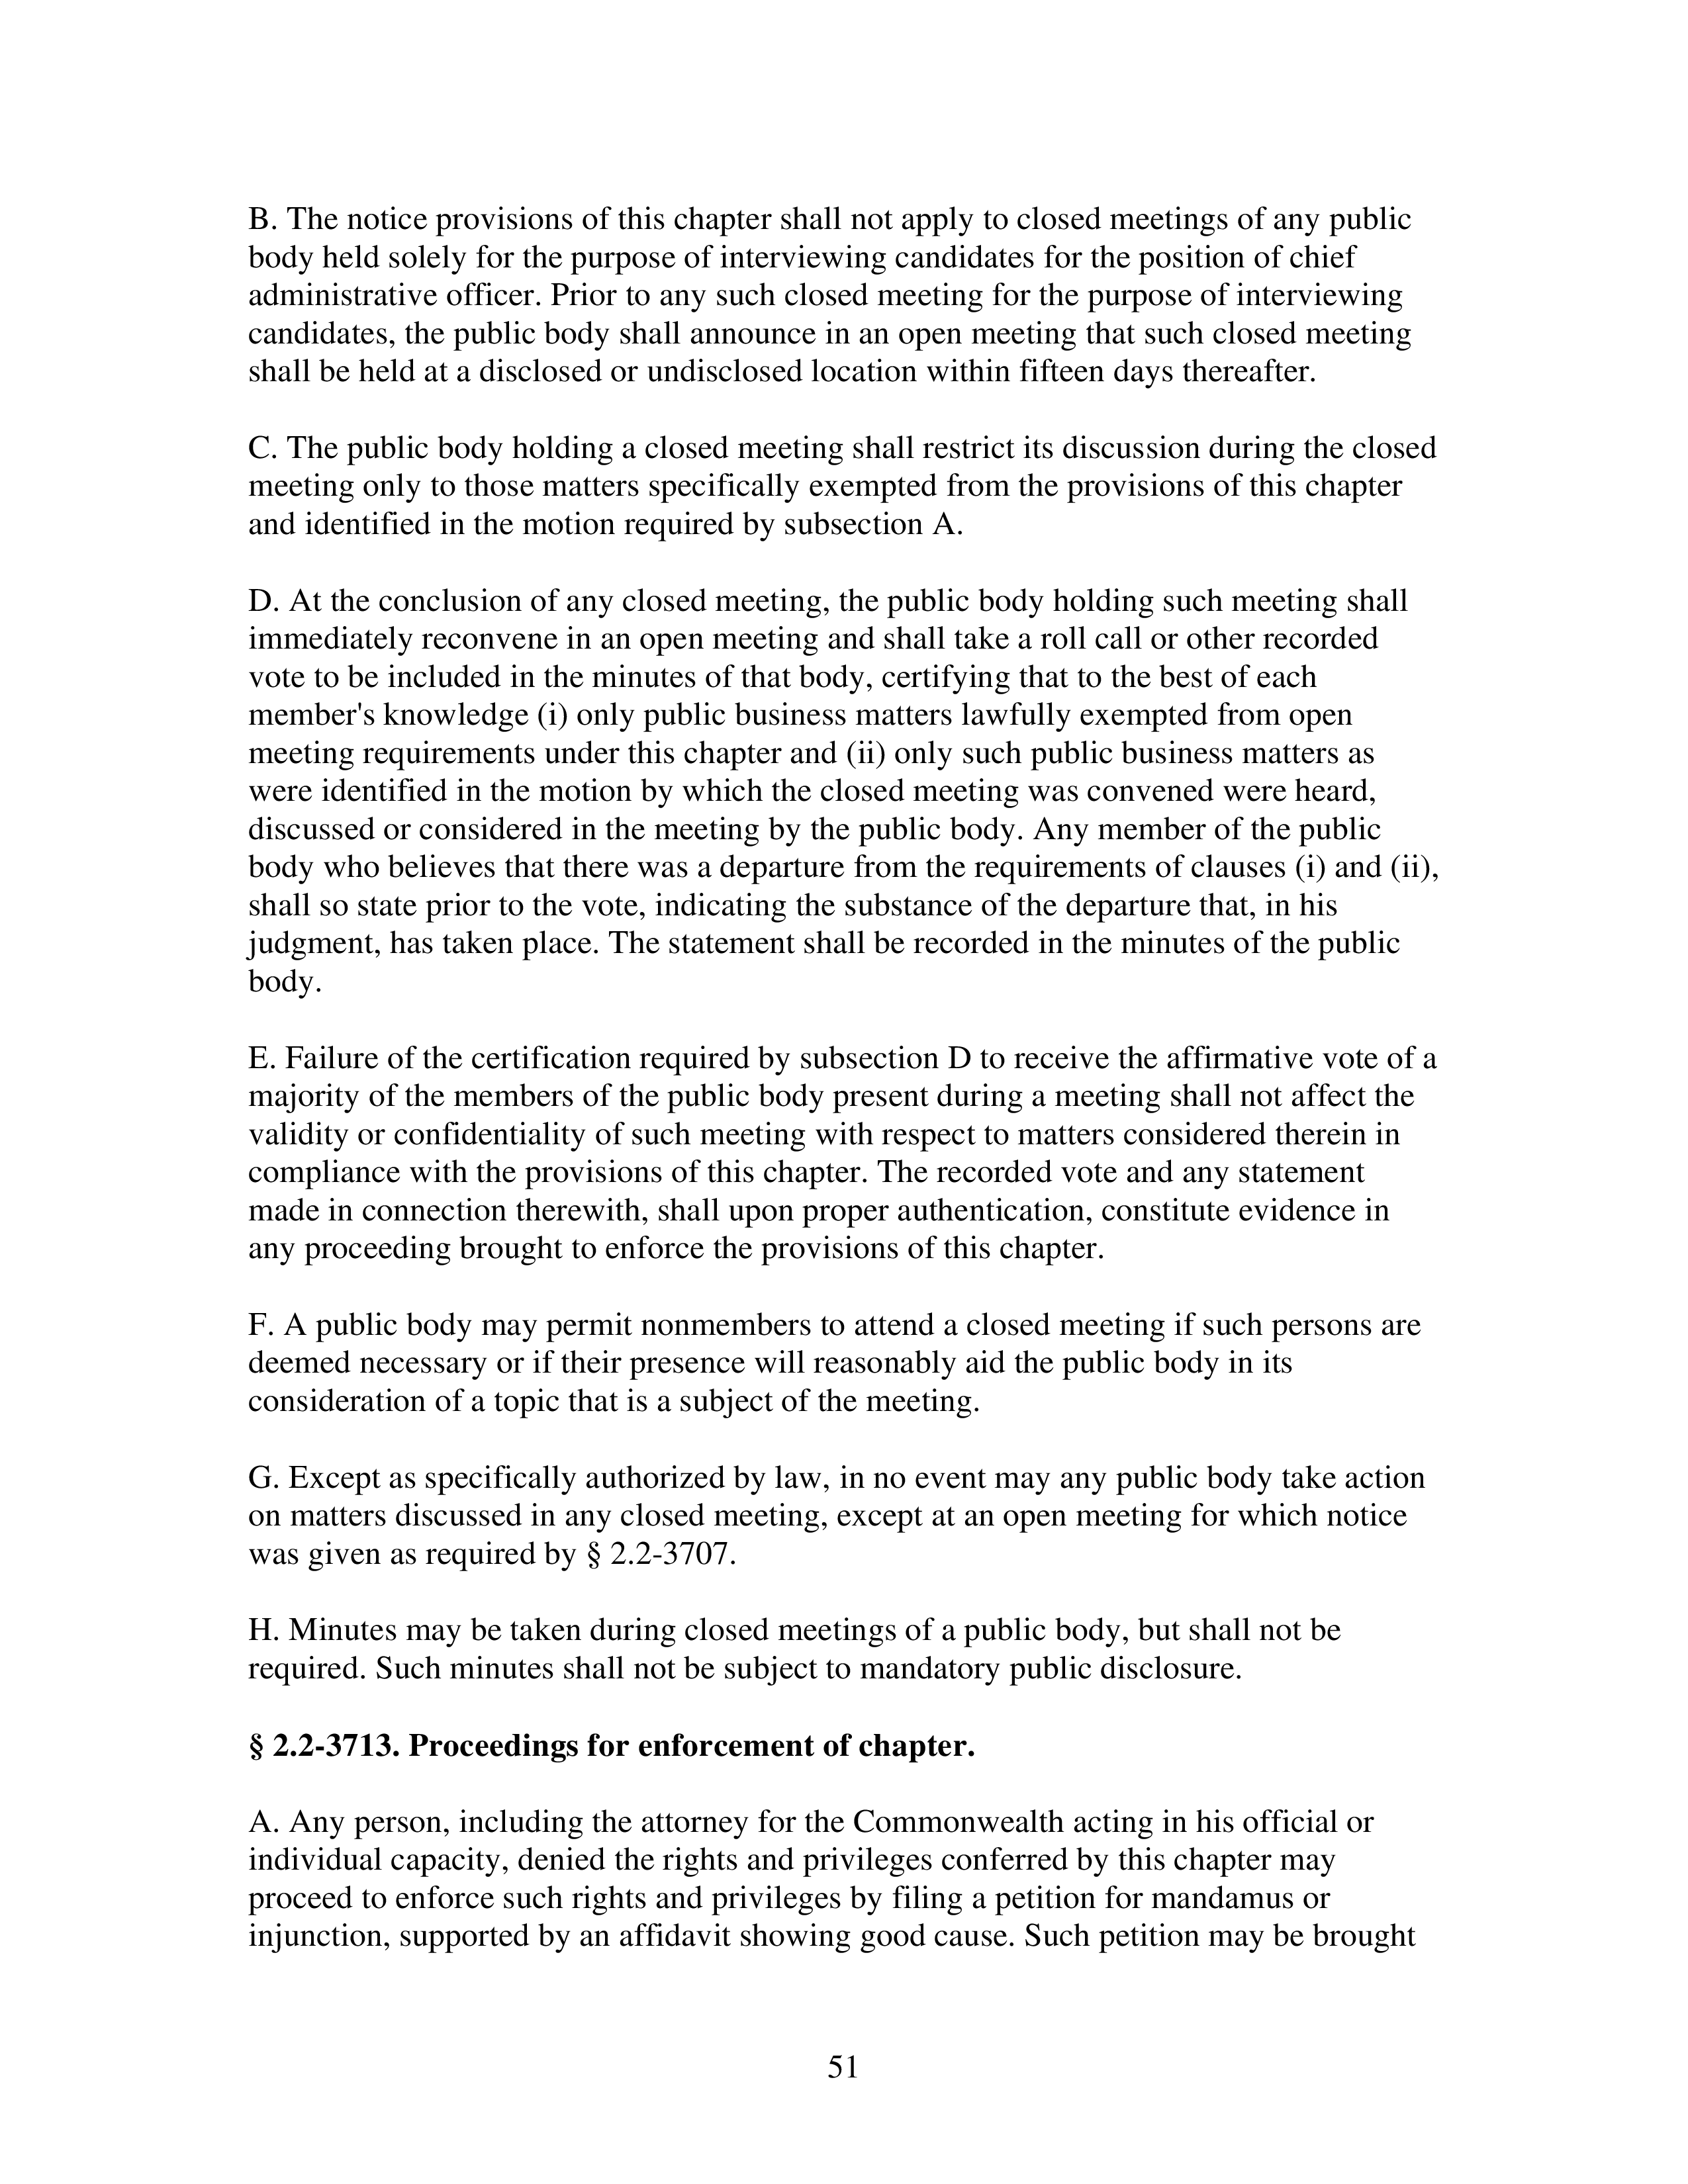 B. The notice provisions of this chapter shall not apply to closed meetings of any public
body held solely for the purpose of interviewing candidates for the position of chief
administrative officer. Prior to any such closed meeting for the purpose of interviewing
candidates, the public body shall announce in an open meeting that such closed meeting
shall be held at a disclosed or undisclosed location within fifteen days thereafter.
C. The public body holding a closed meeting shall restrict its discussion during the closed
meeting only to those matters specifically exempted from the provisions of this chapter
and identified in the motion required by subsection A.
D. At the conclusion of any closed meeting, the public body holding such meeting shall
immediately reconvene in an open meeting and shall take a roll call or other recorded
vote to be included in the minutes of that body, certifying that to the best of each
member's knowledge (i) only public business matters lawfully exempted from open
meeting requirements under this chapter and (ii) only such public business matters as
were identified in the motion by which the closed meeting was convened were heard,
discussed or considered in the meeting by the public body. Any member of the public
body who believes that there was a departure from the requirements of clauses (i) and (ii),
shall so state prior to the vote, indicating the substance of the departure that, in his
judgment, has taken place. The statement shall be recorded in the minutes of the public
body.
E. Failure of the certification required by subsection D to receive the affirmative vote of a
majority of the members of the public body present during a meeting shall not affect the
validity or confidentiality of such meeting with respect to matters considered therein in
compliance with the provisions of this chapter. The recorded vote and any statement
made in connection therewith, shall upon proper authentication, constitute evidence in
any proceeding brought to enforce the provisions of this chapter.
F. A public body may permit nonmembers to attend a closed meeting if such persons are
deemed necessary or if their presence will reasonably aid the public body in its
consideration of a topic that is a subject of the meeting.
G. Except as specifically authorized by law, in no event may any public body take action
on matters discussed in any closed meeting, except at an open meeting for which notice
was given as required by § 2.2-3707.
H. Minutes may be taken during closed meetings of a public body, but shall not be
required. Such minutes shall not be subject to mandatory public disclosure.
§ 2.2-3713. Proceedings for enforcement of chapter.
A. Any person, including the attorney for the Commonwealth acting in his official or
individual capacity, denied the rights and privileges conferred by this chapter may
proceed to enforce such rights and privileges by filing a petition for mandamus or
injunction, supported by an affidavit showing good cause. Such petition may be brought
51